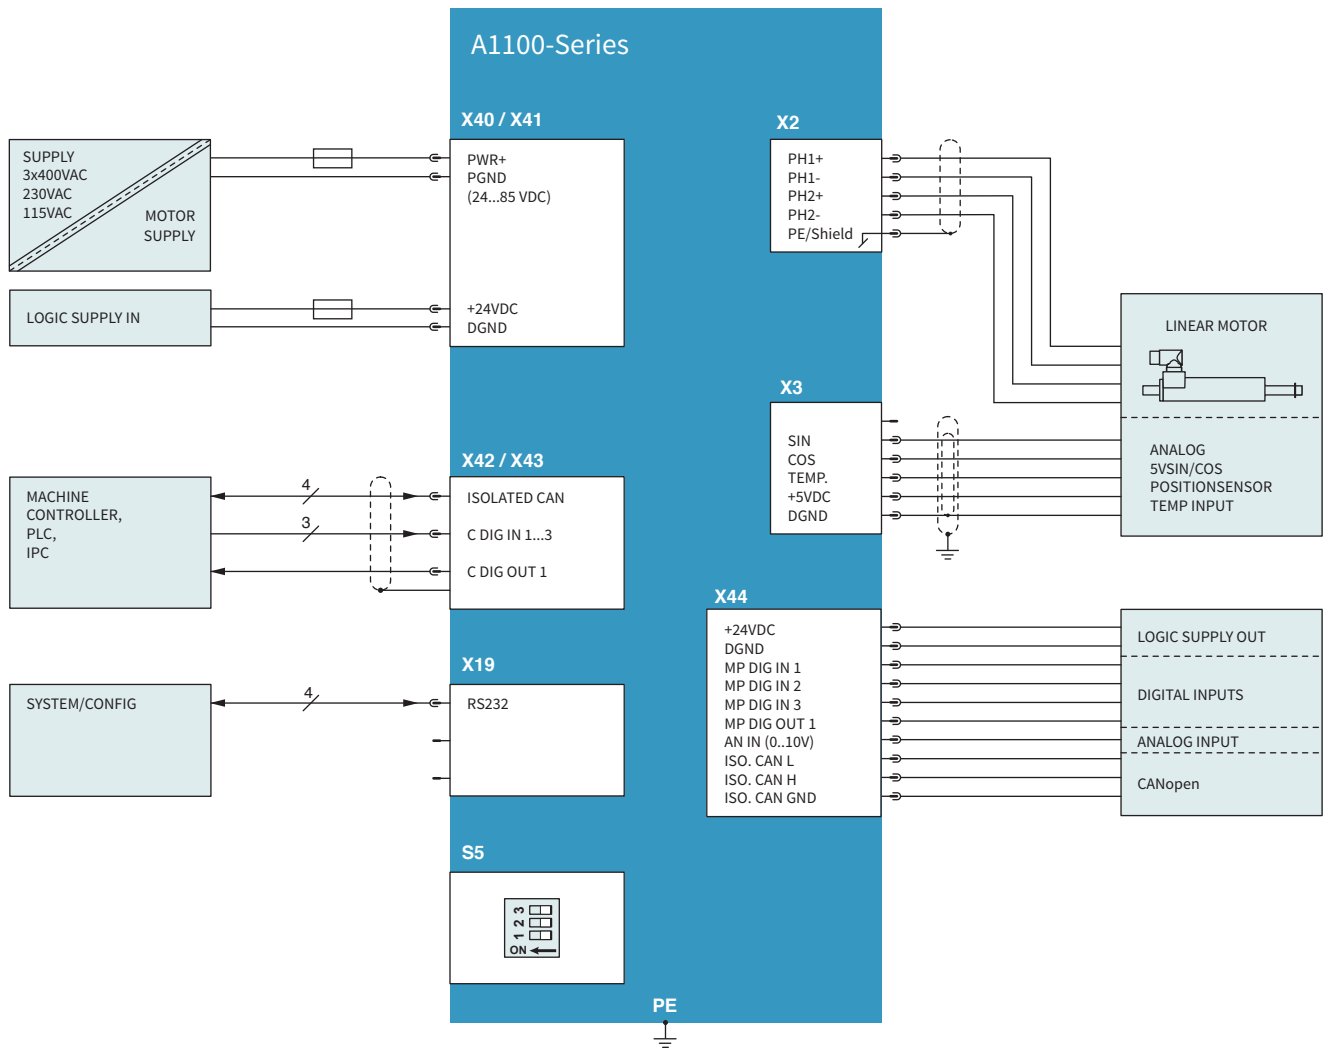 A1100-Series
X40 / X41
SUPPLY
3x400VAC
230VAC
115VAC
MOTOR
SUPPLY
PWR+
PGND
(24...85 VDC)
LOGIC SUPPLY IN
+24VDC
DGND
X2
PH1+
PH1-
PH2+
PH2-
PE/Shield
LINEAR MOTOR
X3
SIN
COS
TEMP.
+5VDC
DGND
ANALOG
5VSIN/COS
POSITIONSENSOR
TEMP INPUT
X42 / X43
MACHINE
CONTROLLER,
PLC,
IPC
4
3
ISOLATED CAN
C DIG IN 1...3
C DIG OUT 1
X44
+24VDC
DGND
MP DIG IN 1
MP DIG IN 2
MP DIG IN 3
MP DIG OUT 1
AN IN (0..10V)
ISO. CAN L
ISO. CAN H
ISO. CAN GND
LOGIC SUPPLY OUT
DIGITAL INPUTS
ANALOG INPUT
CANopen
X19
SYSTEM/CONFIG
4
RS232
S5
3
2
1
ON
PE